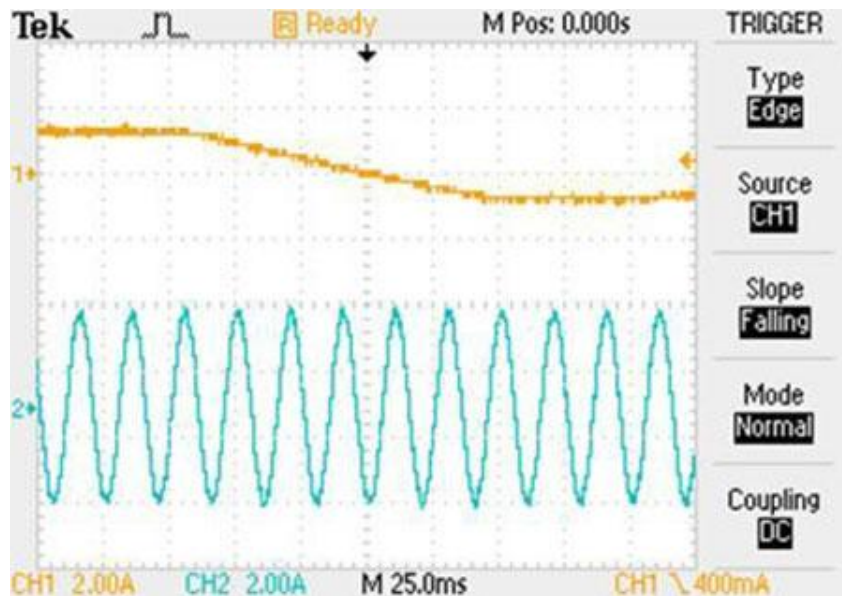 Tek R Ready M Pos: 0.000s TRIGGER
Type
Edge
1
Source
CH1
Slope
Falling
2
Mode
Normal
Coupling
DC
CH1 2.00A CH2 2.00A M 25.0ms CH1 400mA